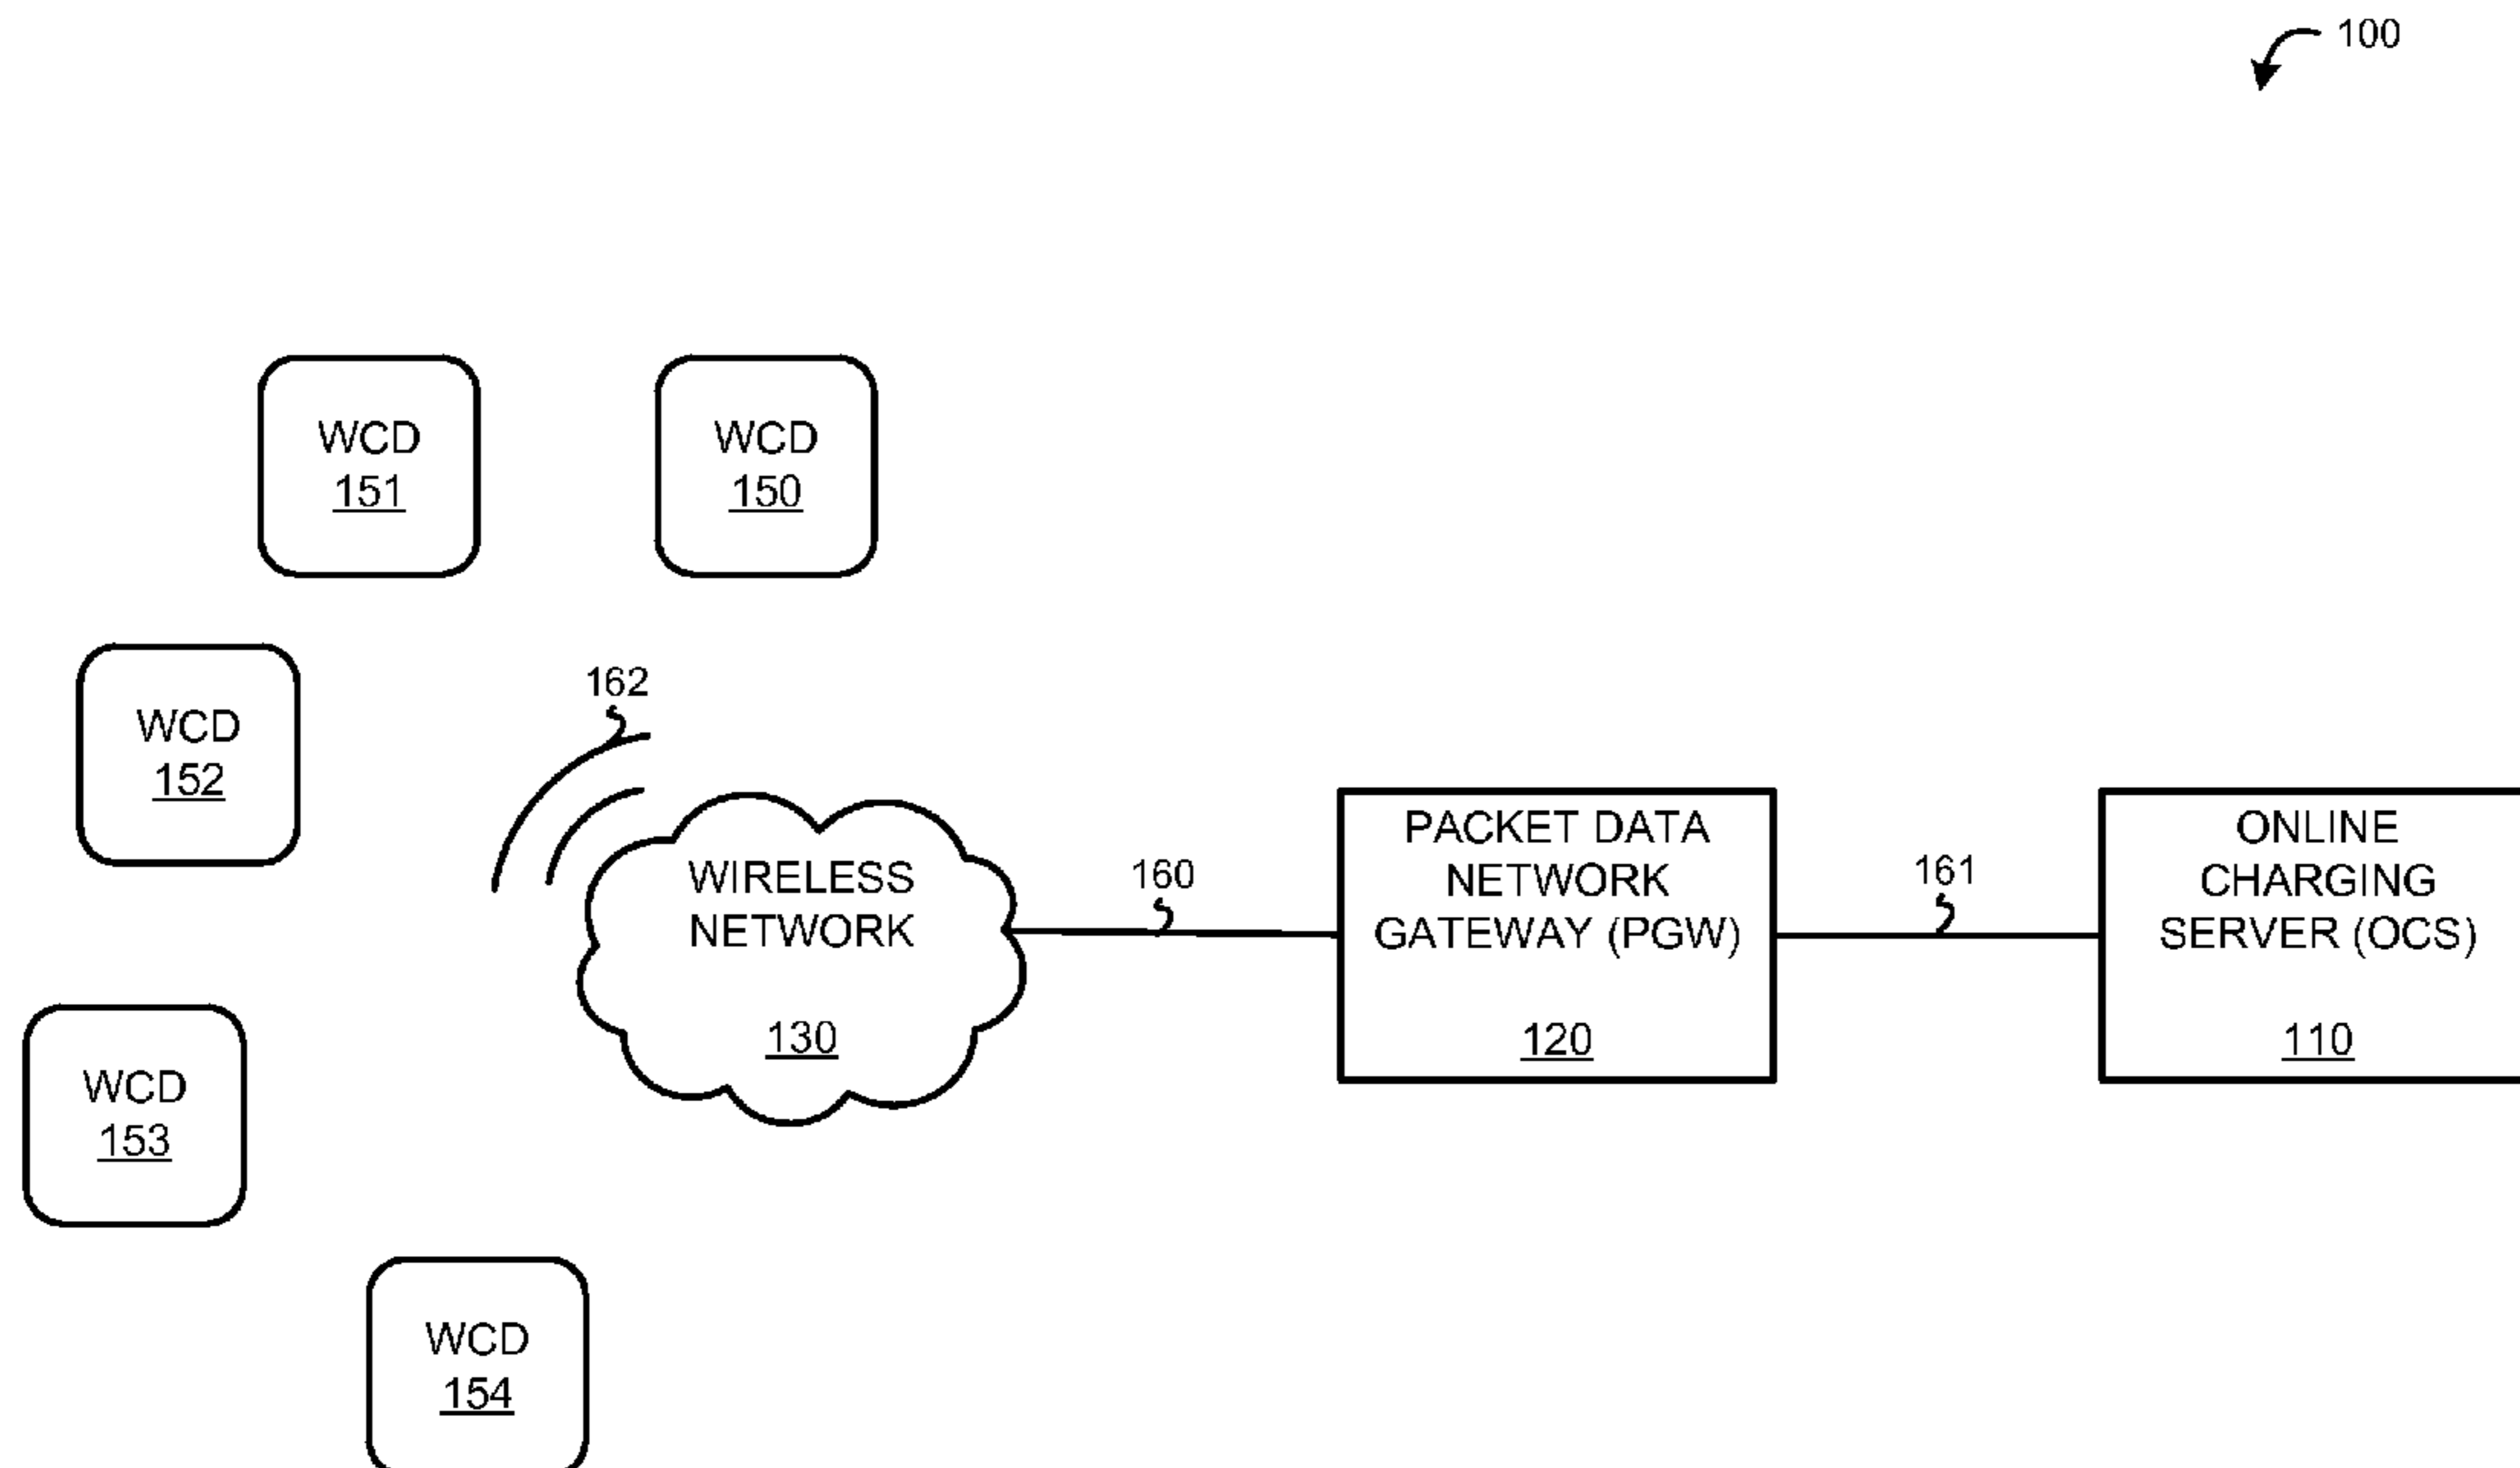 100
WCD
151
WCD
150
WCD
152
162
WIRELESS
NETWORK
130
160
PACKET DATA
NETWORK
GATEWAY (PGW)
120
161
ONLINE
CHARGING
SERVER (OCS)
110
WCD
153
WCD
154